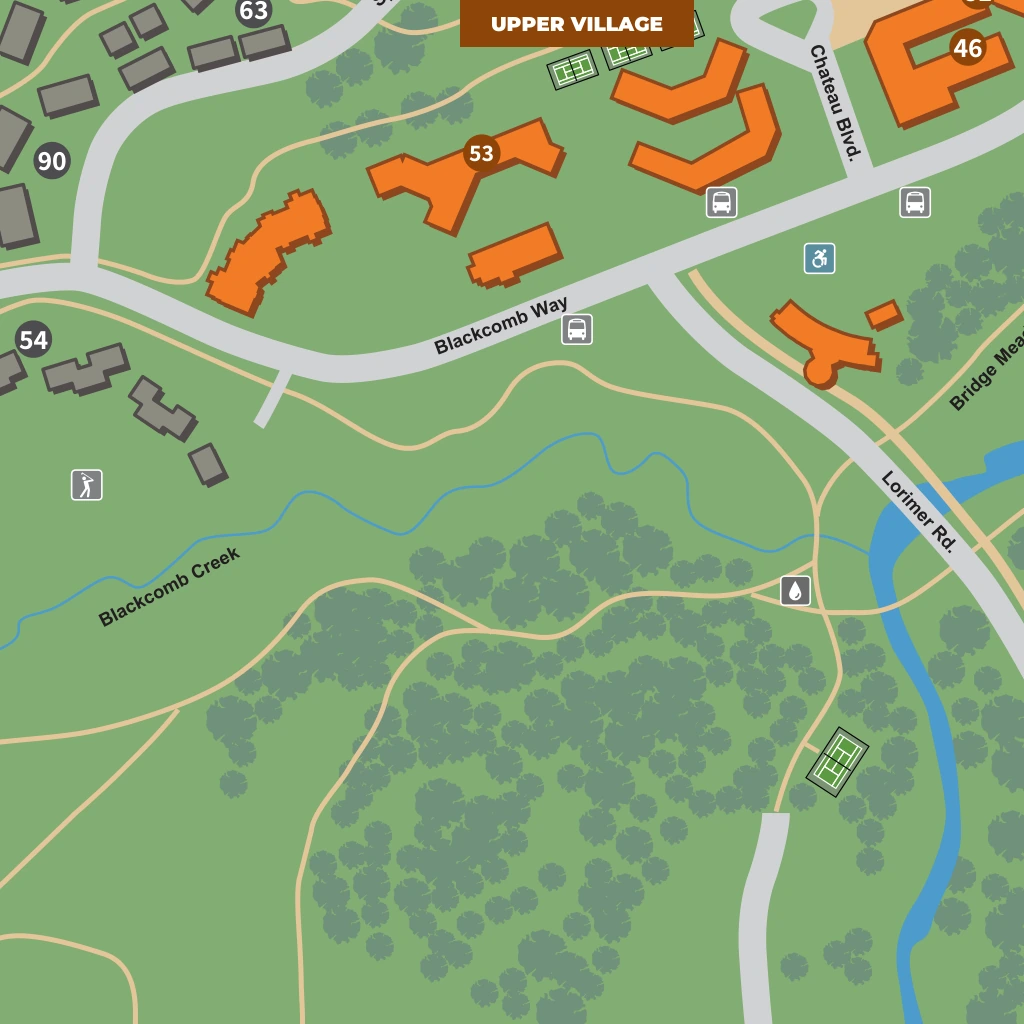 63
UPPER VILLAGE
46
Chateau Blvd.
53
90
Blackcomb Way
54
Bridge Mea
Lorimer Rd.
Blackcomb Creek